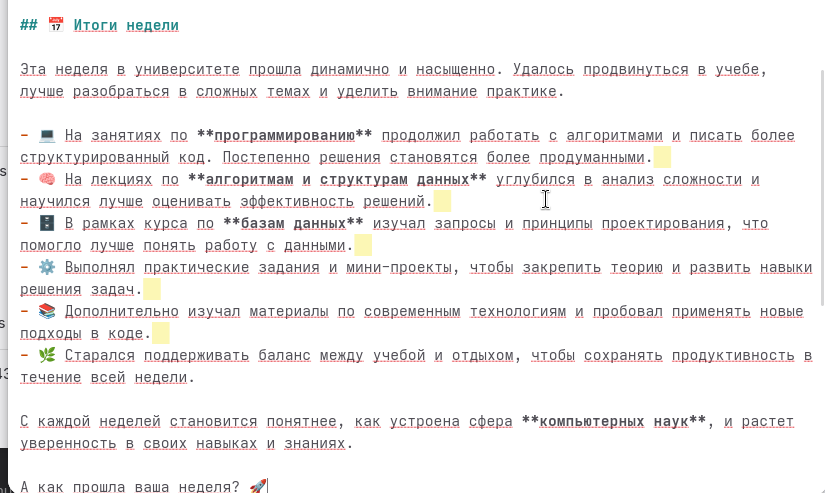 ## 📅 Итоги недели
Эта неделя в университете прошла динамично и насыщенно. Удалось продвинуться в учебе,
лучше разобраться в сложных темах и уделить внимание практике.
- 💻 На занятиях по **программированию** продолжил работать с алгоритмами и писать более
структурированный код. Постепенно решения становятся более продуманными.
- 🧠 На лекциях по **алгоритмам и структурам данных** углубился в анализ сложности и
научился лучше оценивать эффективность решений.
- 🗄️ В рамках курса по **базам данных** изучал запросы и принципы проектирования, что
помогло лучше понять работу с данными.
- ⚙️ Выполнял практические задания и мини-проекты, чтобы закрепить теорию и развить навыки
решения задач.
- 📚 Дополнительно изучал материалы по современным технологиям и пробовал применять новые
подходы в коде.
- 🌿 Старался поддерживать баланс между учебой и отдыхом, чтобы сохранять продуктивность в
течение всей недели.
С каждой неделей становится понятнее, как устроена сфера **компьютерных наук**, и растет
уверенность в своих навыках и знаниях.
А как прошла ваша неделя? 🚀